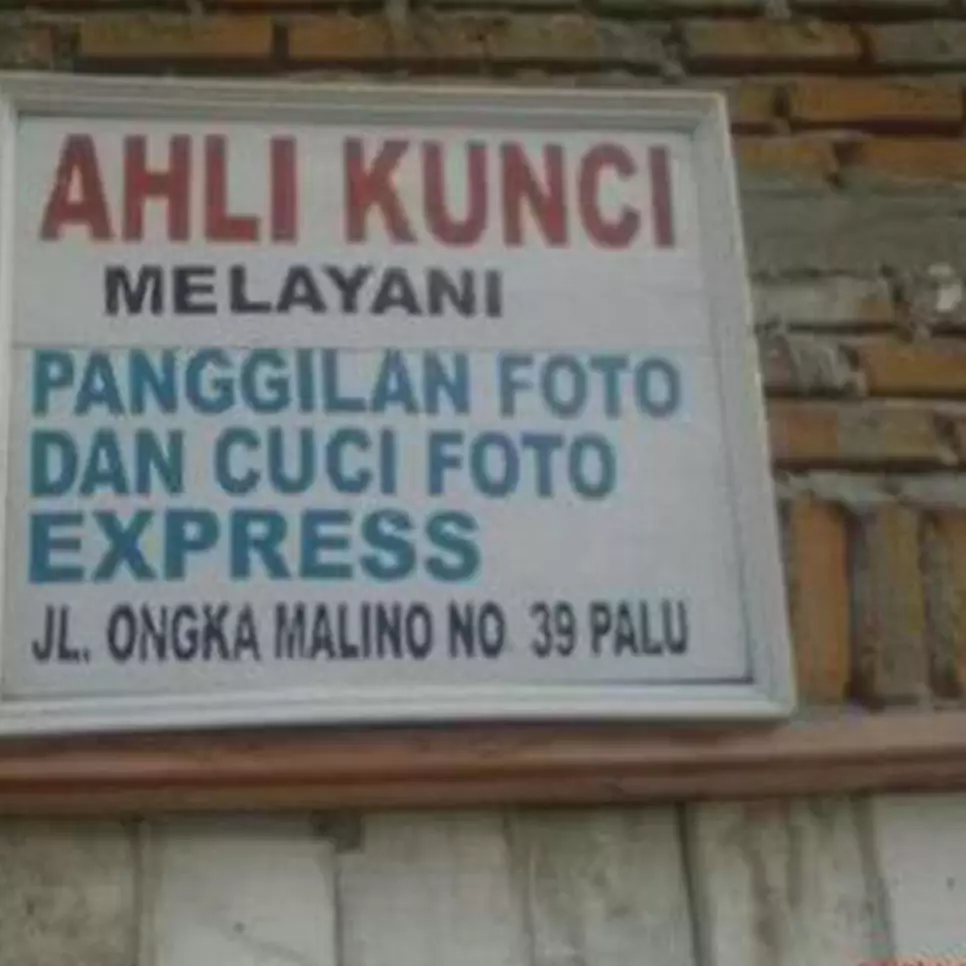 AHLI KUNCI
MELAYANI
PANGGILAN FOTO
DAN CUCI FOTO
EXPRESS
JL. ONGKA MALINO NO 39 PALU